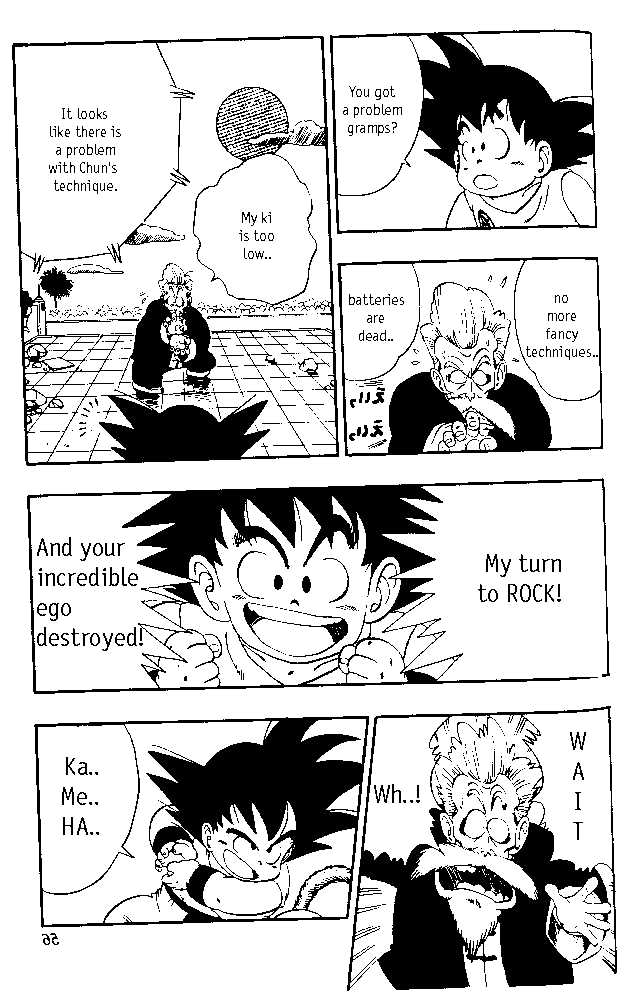 It looks
like there is
a problem
with Chun's
technique.
My ki
is too
low..
You got
a problem
gramps?
batteries
are
dead..
no
more
fancy
techniques..
And your
incredible
ego
destroyed!
My turn
to ROCK!
Ka..
Me..
HA..
Wh..!
WAIT
56